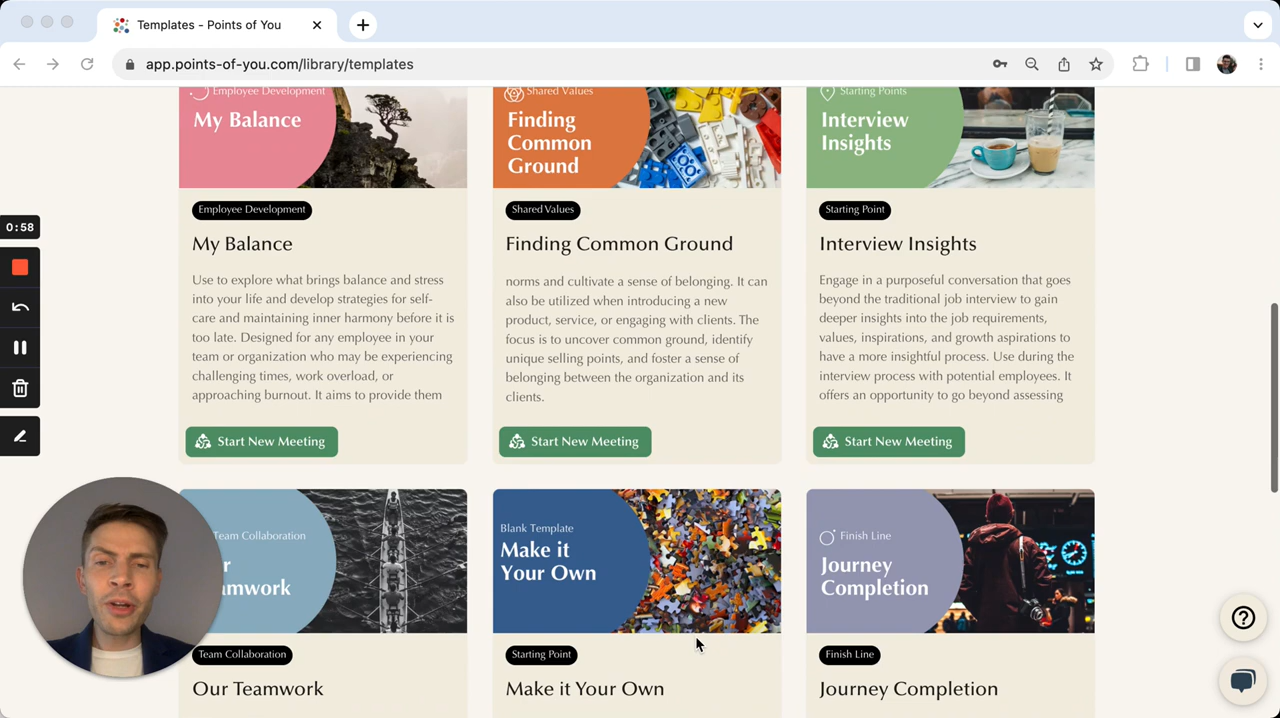 Templates - Points of You
app.points-of-you.com/library/templates
Employee Development
My Balance
Shared Values
Finding
Common
Ground
Starting Points
Interview
Insights
0:58
Employee Development
My Balance
Use to explore what brings balance and stress
into your life and develop strategies for self-
care and maintaining inner harmony before it is
too late. Designed for any employee in your
team or organization who may be experiencing
challenging times, work overload, or
approaching burnout. It aims to provide them
Start New Meeting
Shared Values
Finding Common Ground
norms and cultivate a sense of belonging. It can
also be utilized when introducing a new
product, service, or engaging with clients. The
focus is to uncover common ground, identify
unique selling points, and foster a sense of
belonging between the organization and its
clients.
Start New Meeting
Starting Point
Interview Insights
Engage in a purposeful conversation that goes
beyond the traditional job interview to gain
deeper insights into the job requirements,
values, inspirations, and growth aspirations to
have a more insightful process. Use during the
interview process with potential employees. It
offers an opportunity to go beyond assessing
Start New Meeting
Team Collaboration
r
amwork
Blank Template
Make it
Your Own
Finish Line
Journey
Completion
Team Collaboration
Our Teamwork
Starting Point
Make it Your Own
Finish Line
Journey Completion